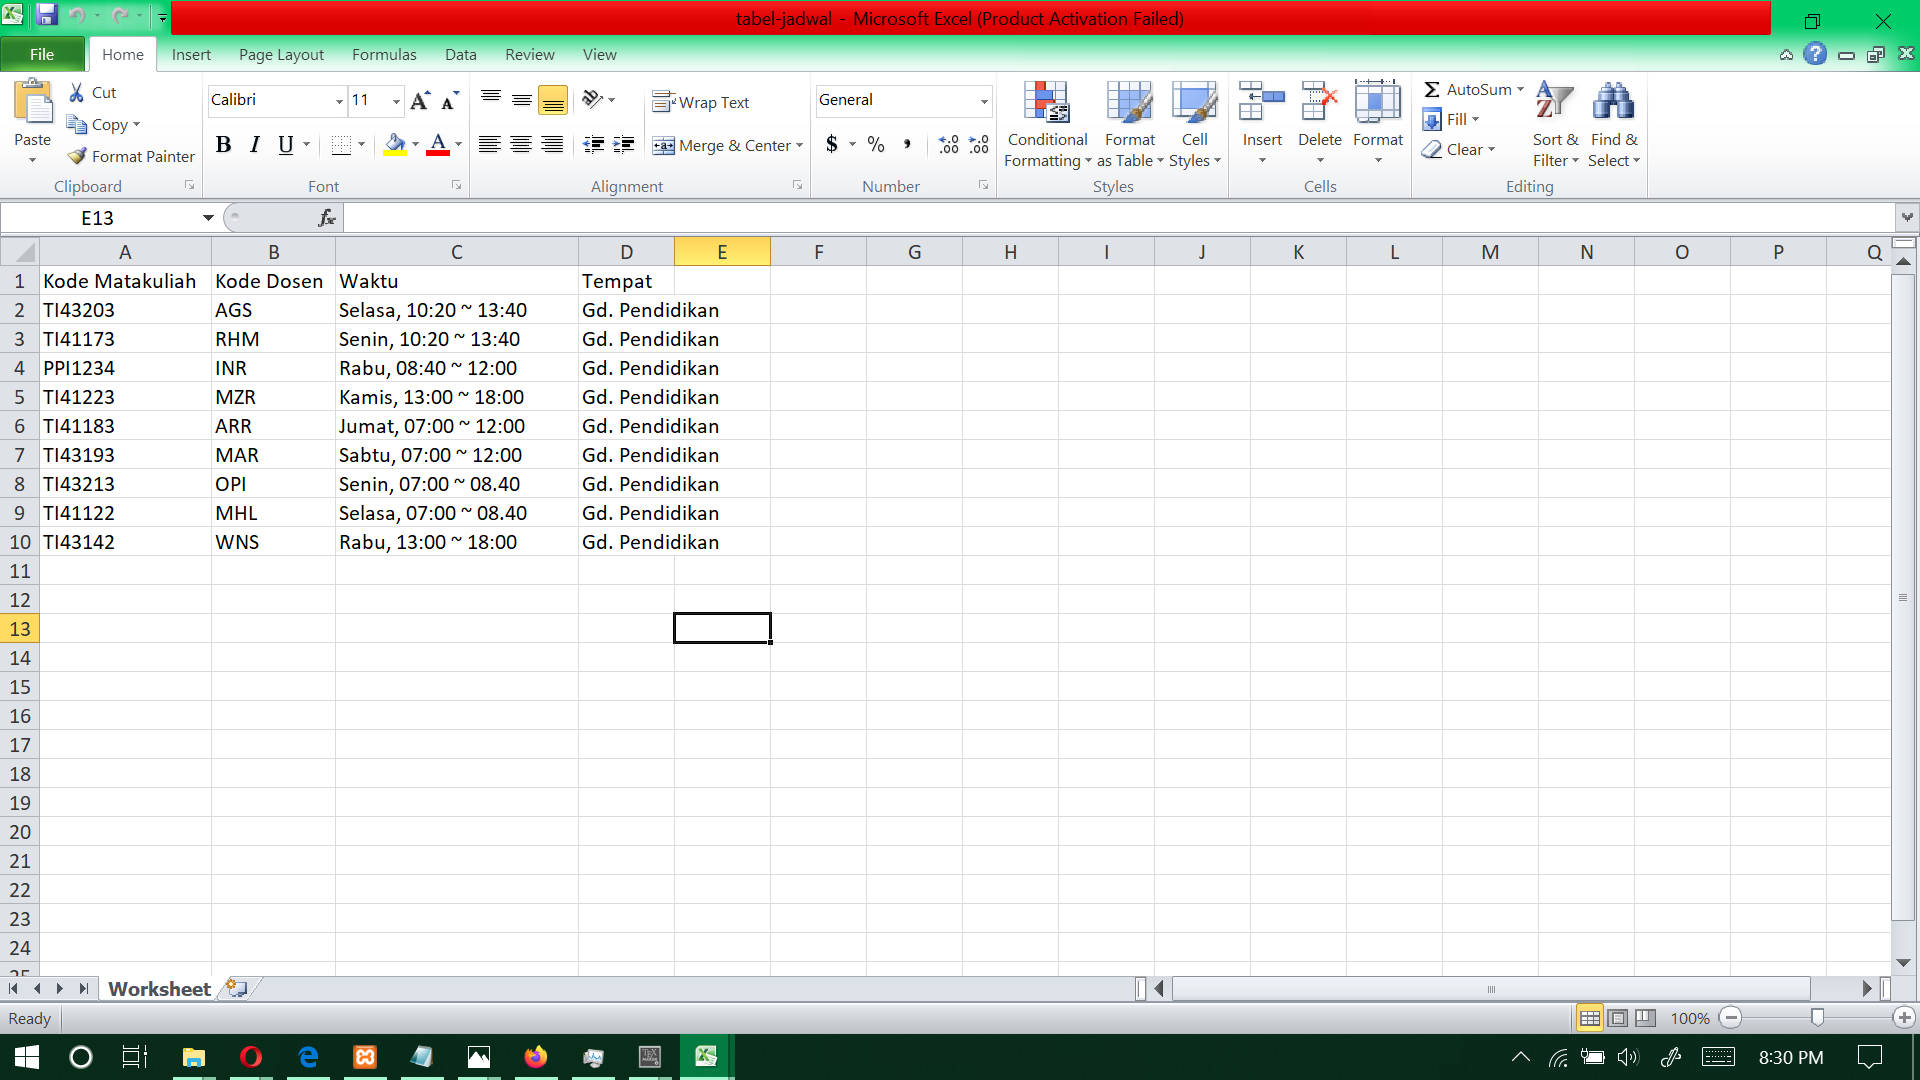 tabel-jadwal - Microsoft Excel (Product Activation Failed)
File Home Insert Page Layout Formulas Data Review View
Paste Cut Copy Format Painter
Clipboard
Calibri 11
B I U A
Font
Wrap Text
Merge & Center
Alignment
General
$ % ,
Number
Conditional Formatting
Format as Table
Cell Styles
Styles
Insert Delete Format
Cells
AutoSum
Fill
Clear
Sort & Filter
Find & Select
Editing
E13 fx
A B C D E F G H I J K L M N O P Q
1 Kode Matakuliah Kode Dosen Waktu Tempat
2 TI43203 AGS Selasa, 10:20 ~ 13:40 Gd. Pendidikan
3 TI41173 RHM Senin, 10:20 ~ 13:40 Gd. Pendidikan
4 PPI1234 INR Rabu, 08:40 ~ 12:00 Gd. Pendidikan
5 TI41223 MZR Kamis, 13:00 ~ 18:00 Gd. Pendidikan
6 TI41183 ARR Jumat, 07:00 ~ 12:00 Gd. Pendidikan
7 TI43193 MAR Sabtu, 07:00 ~ 12:00 Gd. Pendidikan
8 TI43213 OPI Senin, 07:00 ~ 08.40 Gd. Pendidikan
9 TI41122 MHL Selasa, 07:00 ~ 08.40 Gd. Pendidikan
10 TI43142 WNS Rabu, 13:00 ~ 18:00 Gd. Pendidikan
11
12
13
14
15
16
17
18
19
20
21
22
23
24
25
Worksheet
Ready 100%
8:30 PM